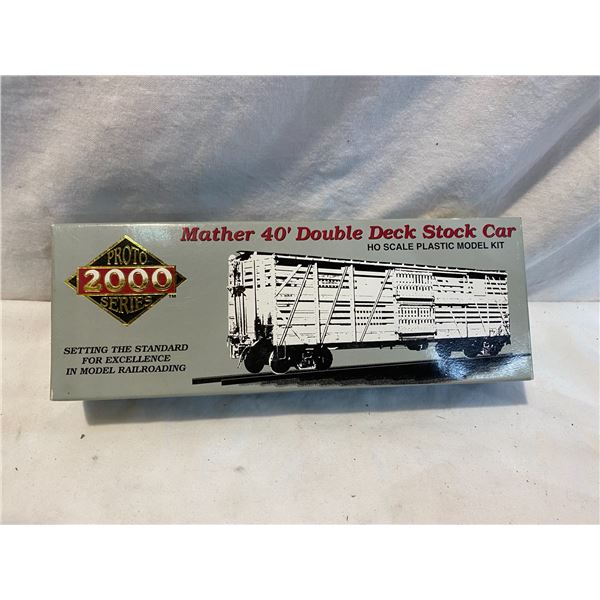 Mather 40' Double Deck Stock Car
HO SCALE PLASTIC MODEL KIT
PROTO
2000
SERIES
TM
SETTING THE STANDARD
FOR EXCELLENCE
IN MODEL RAILROADING